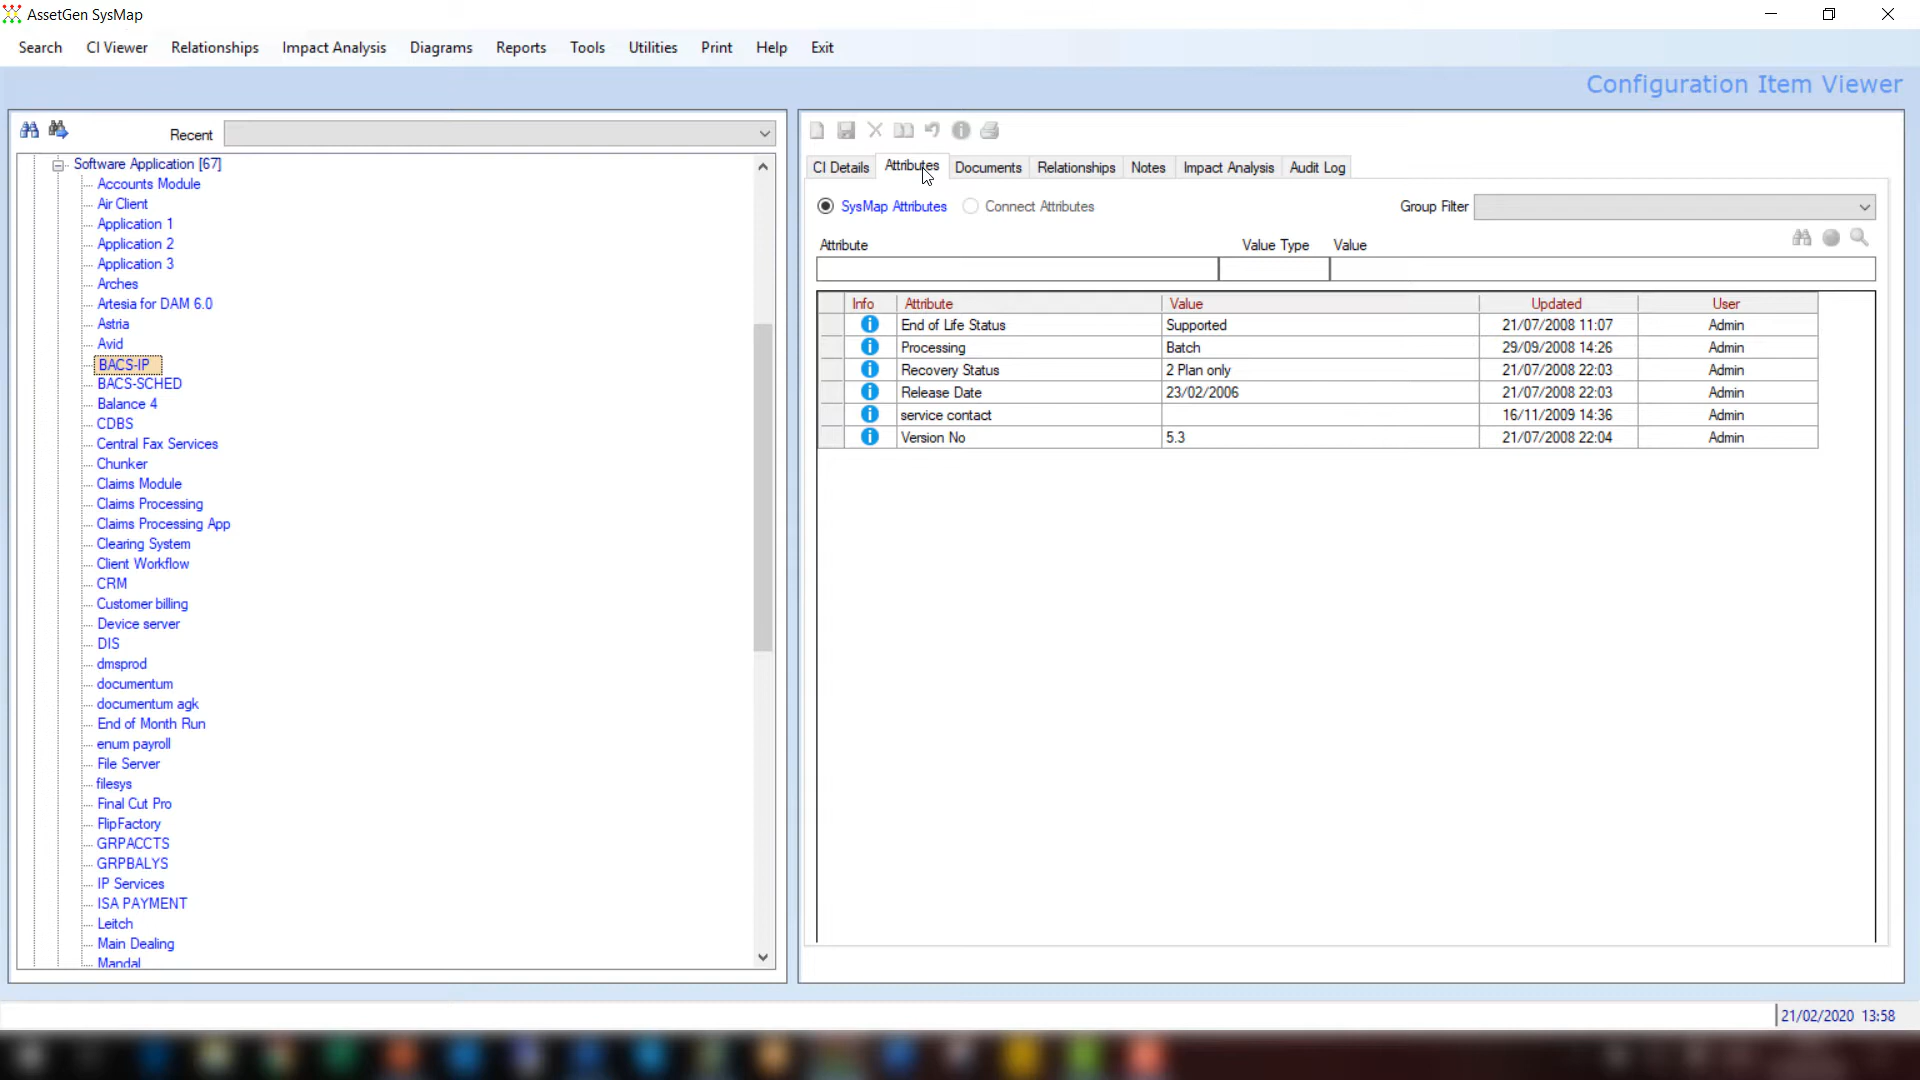 AssetGen SysMap
Search CI Viewer Relationships Impact Analysis Diagrams Reports Tools Utilities Print Help Exit
Configuration Item Viewer
Recent
Software Application [67]
Accounts Module
Air Client
Application 1
Application 2
Application 3
Arches
Artesia for DAM 6.0
Astria
Avid
BACS-IP
BACS-SCHED
Balance 4
CDBS
Central Fax Services
Chunker
Claims Module
Claims Processing
Claims Processing App
Clearing System
Client Workflow
CRM
Customer billing
Device server
DIS
dmsprod
documentum
documentum agk
End of Month Run
enum payroll
File Server
filesys
Final Cut Pro
FlipFactory
GRPACCTS
GRPBALYS
IP Services
ISA PAYMENT
Leitch
Main Dealing
Mandal
CI Details Attributes Documents Relationships Notes Impact Analysis Audit Log
SysMap Attributes Connect Attributes Group Filter
Attribute Value Type Value
Info Attribute Value Updated User
End of Life Status Supported 21/07/2008 11:07 Admin
Processing Batch 29/09/2008 14:26 Admin
Recovery Status 2 Plan only 21/07/2008 22:03 Admin
Release Date 23/02/2006 21/07/2008 22:03 Admin
service contact 16/11/2009 14:36 Admin
Version No 5.3 21/07/2008 22:04 Admin
21/02/2020 13:58